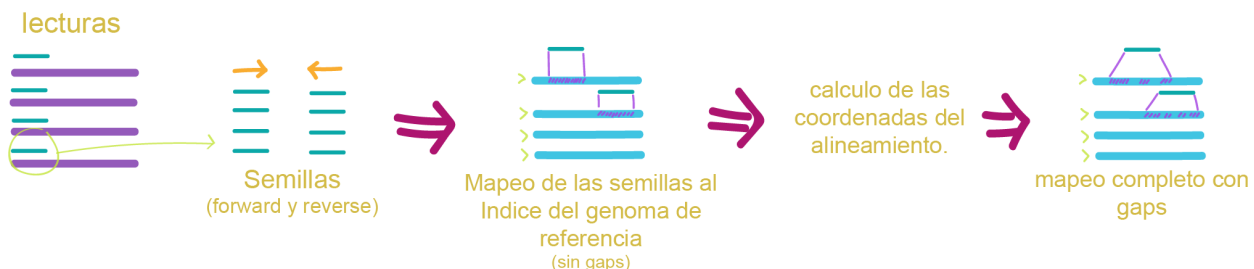 lecturas
Semillas
(forward y reverse)
Mapeo de las semillas al
Indice del genoma de
referencia
(sin gaps)
calculo de las
coordenadas del
alineamiento.
mapeo completo con
gaps